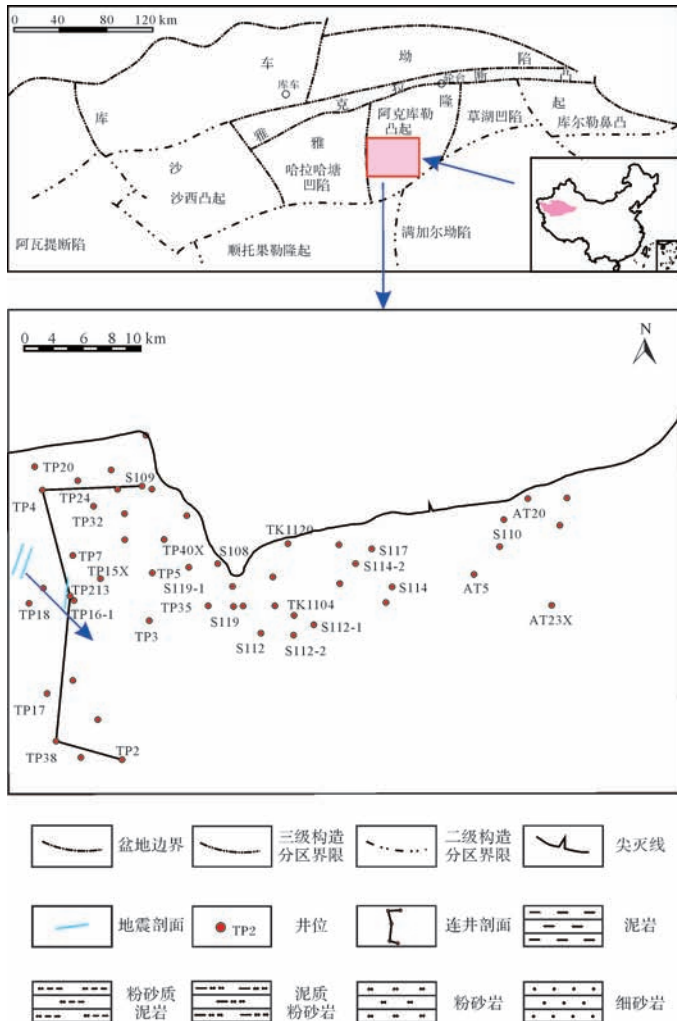 0 40 80 120 km
库
车
坳
陷
库车
轮台
断
凸
雅
克
拉
隆
起
阿克库勒
凸起
草湖凹陷
库尔勒鼻凸
沙
雅
沙西凸起
哈拉哈塘
凹陷
阿瓦提断陷
顺托果勒隆起
满加尔坳陷
0 2 4 6 8 10 km
N
TP20
S109
TP4
TP24
TP32
AT20
TK1120
S110
TP7
TP40X
S108
S117
S114-2
TP15X
TP5
S119-1
S114
AT5
TP213
TP18
TP16-1
TP35
S119
TK1104
AT23X
TP3
S112-1
S112
S112-2
TP17
TP38
TP2
盆地边界
三级构造
分区界限
二级构造
分区界限
尖灭线
地震剖面
TP2
井位
连井剖面
泥岩
粉砂质
泥岩
泥质
粉砂岩
粉砂岩
细砂岩